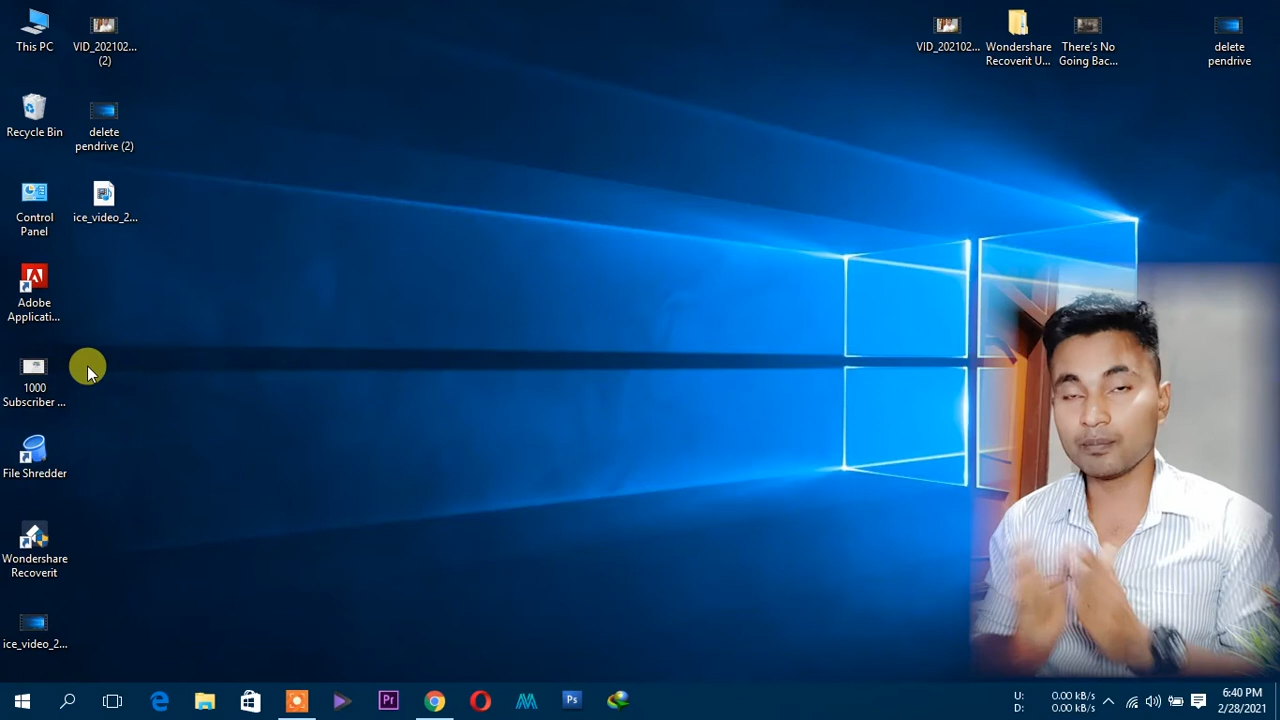 This PC
VID_202102...
(2)
Recycle Bin
delete
pendrive (2)
Control
Panel
ice_video_2...
Adobe
Applicati...
1000
Subscriber ...
File Shredder
Wondershare
Recoverit
ice_video_2...
VID_202102...
Wondershare
Recoverit U...
There's No
Going Bac...
delete
pendrive
U: 0.00 kB/s
D: 0.00 kB/s
6:40 PM
2/28/2021
Pr
Ps